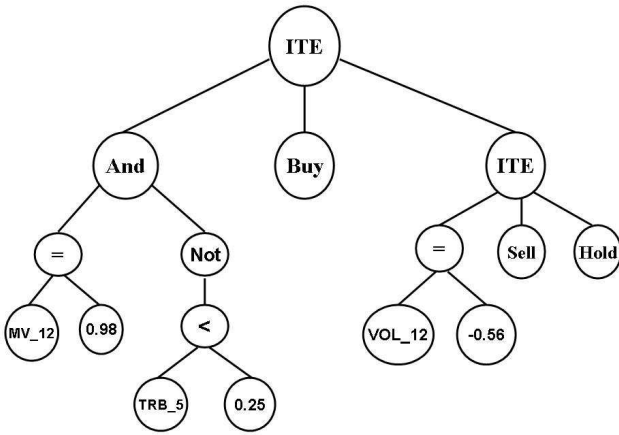 ITE
And
Buy
ITE
=
Not
=
Sell
Hold
MV_12
0.98
<
VOL_12
-0.56
TRB_5
0.25